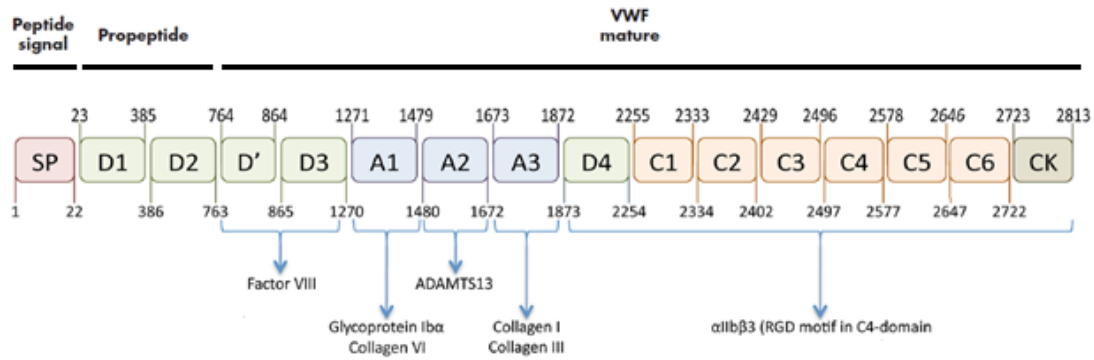 Peptide signal Propeptide VWF mature
23 385 764 864 1271 1479 1673 1872 2255 2333 2429 2496 2578 2646 2723 2813
SP D1 D2 D’ D3 A1 A2 A3 D4 C1 C2 C3 C4 C5 C6 CK
1 22 386 763 865 1270 1480 1672 1873 2254 2334 2402 2497 2577 2647 2722
Factor VIII ADAMTS13
Glycoprotein Ibα Collagen I αIIbβ3 (RGD motif in C4-domain
Collagen VI Collagen III